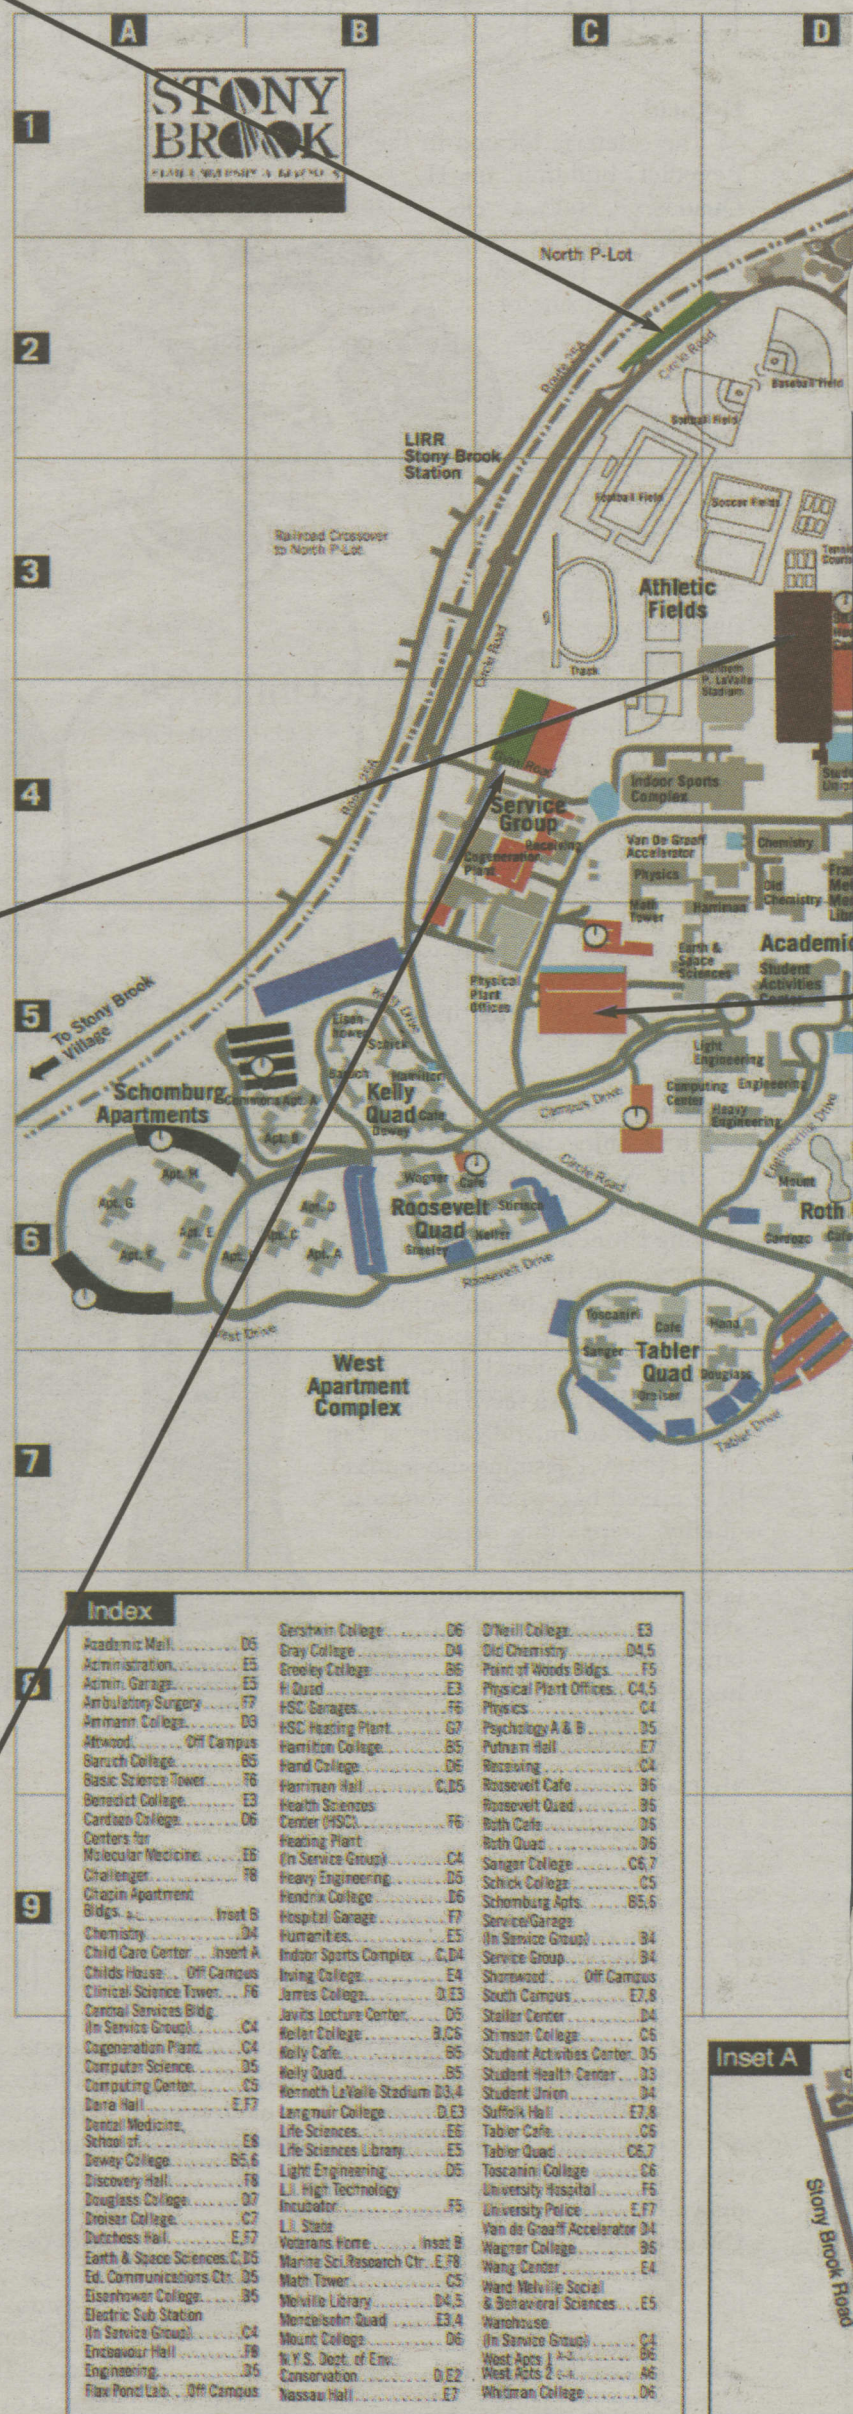 A
B
C
D
STONY
BROOK
1
North P-Lot
2
Route 25A
Circle Road
Baseball Field
Softball Field
LIRR
Stony Brook
Station
Football Field
Soccer Fields
Railroad Crossover
to North P-Lot
3
Athletic
Fields
Circle Road
Track
P. LaValle
Stadium
4
Gym Road
Indoor Sports
Complex
Service
Group
Receiving
Cogeneration
Plant
Van De Graaff
Accelerator
Chemistry
Physics
Old
Chemistry
Math
Tower
Harriman
Academic
Earth &
Space
Sciences
Student
Activities
Center
Physical
Plant
Offices
5
To Stony Brook
Village
Schick
Baruch
Hamilton
Light
Engineering
Schomburg
Apartments
Apt. A
Kelly
Quad
Cafe
Dewey
Campus Drive
Computing
Center
Engineering
Heavy
Engineering
Engineering Drive
Apt. B
Circle Road
Apt. H
Wagner
Cafe
Mount
Apt. G
Apt. D
Roosevelt
Quad
Stimson
Roth
6
Apt. E
Apt. C
Keller
Cardozo
Apt. F
Apt. A
Greeley
Roosevelt Drive
West Drive
Toscanini
Cafe
Hand
Sanger
Tabler
Quad
Douglass
Dreiser
West
Apartment
Complex
Tabler Drive
7
8
9
Index
Academic Mall D5
Administration E5
Admin. Garage E5
Ambulatory Surgery F7
Ammann College D3
Attwood Off Campus
Baruch College B5
Basic Science Tower F6
Benedict College E3
Cardozo College D6
Centers for
Molecular Medicine E6
Challenger F8
Chapin Apartment
Bldgs. Inset B
Chemistry D4
Child Care Center Insert A
Childs House Off Campus
Clinical Science Tower F6
Central Services Bldg
(In Service Group) C4
Cogeneration Plant C4
Computer Science D5
Computing Center C5
Dana Hall E,F7
Dental Medicine,
School of E8
Dewey College B5,6
Discovery Hall F8
Douglass College D7
Dreiser College C7
Dutchess Hall E,F7
Earth & Space Sciences C,D5
Ed. Communications Ctr. D5
Eisenhower College B5
Electric Sub Station
(In Service Group) C4
Endeavour Hall F8
Engineering D5
Flax Pond Lab Off Campus
Gershwin College D6
Gray College D4
Greeley College B6
H Quad E3
HSC Garages F6
HSC Heating Plant G7
Hamilton College B5
Hand College D6
Harriman Hall C,D5
Health Sciences
Center (HSC) F6
Heating Plant
(In Service Group) C4
Heavy Engineering D5
Hendrix College D6
Hospital Garage F7
Humanities E5
Indoor Sports Complex C,D4
Irving College E4
James College D,E3
Javits Lecture Center D5
Keller College B,C6
Kelly Cafe B5
Kelly Quad B5
Kenneth LaValle Stadium D3,4
Langmuir College D,E3
Life Sciences E6
Life Sciences Library E5
Light Engineering D5
L.I. High Technology
Incubator F5
L.I. State
Veterans Home Inset B
Marine Sci. Research Ctr. E,F8
Math Tower C5
Melville Library D4,5
Mendelsohn Quad E3,4
Mount College D6
N.Y.S. Dept. of Env.
Conservation D,E2
Nassau Hall E7
O'Neill College E3
Old Chemistry D4,5
Point of Woods Bldgs. F5
Physical Plant Offices C4,5
Physics C4
Psychology A & B D5
Putnam Hall E7
Receiving C4
Roosevelt Cafe B6
Roosevelt Quad B6
Roth Cafe D6
Roth Quad D6
Sanger College C6,7
Schick College C5
Schomburg Apts. B5,6
Service/Garage
(In Service Group) B4
Service Group B4
Shorewood Off Campus
South Campus E7,8
Staller Center D4
Stimson College C6
Student Activities Center D5
Student Health Center D3
Student Union D4
Suffolk Hall E7,8
Tabler Cafe C6
Tabler Quad C6,7
Toscanini College C6
University Hospital F6
University Police E,F7
Van de Graaff Accelerator D4
Wagner College B6
Wang Center E4
Ward Melville Social
& Behavioral Sciences E5
Warehouse
(In Service Group) C4
West Apts 1 B6
West Apts 2 A6
Whitman College D6
Inset A
Stony Brook Road